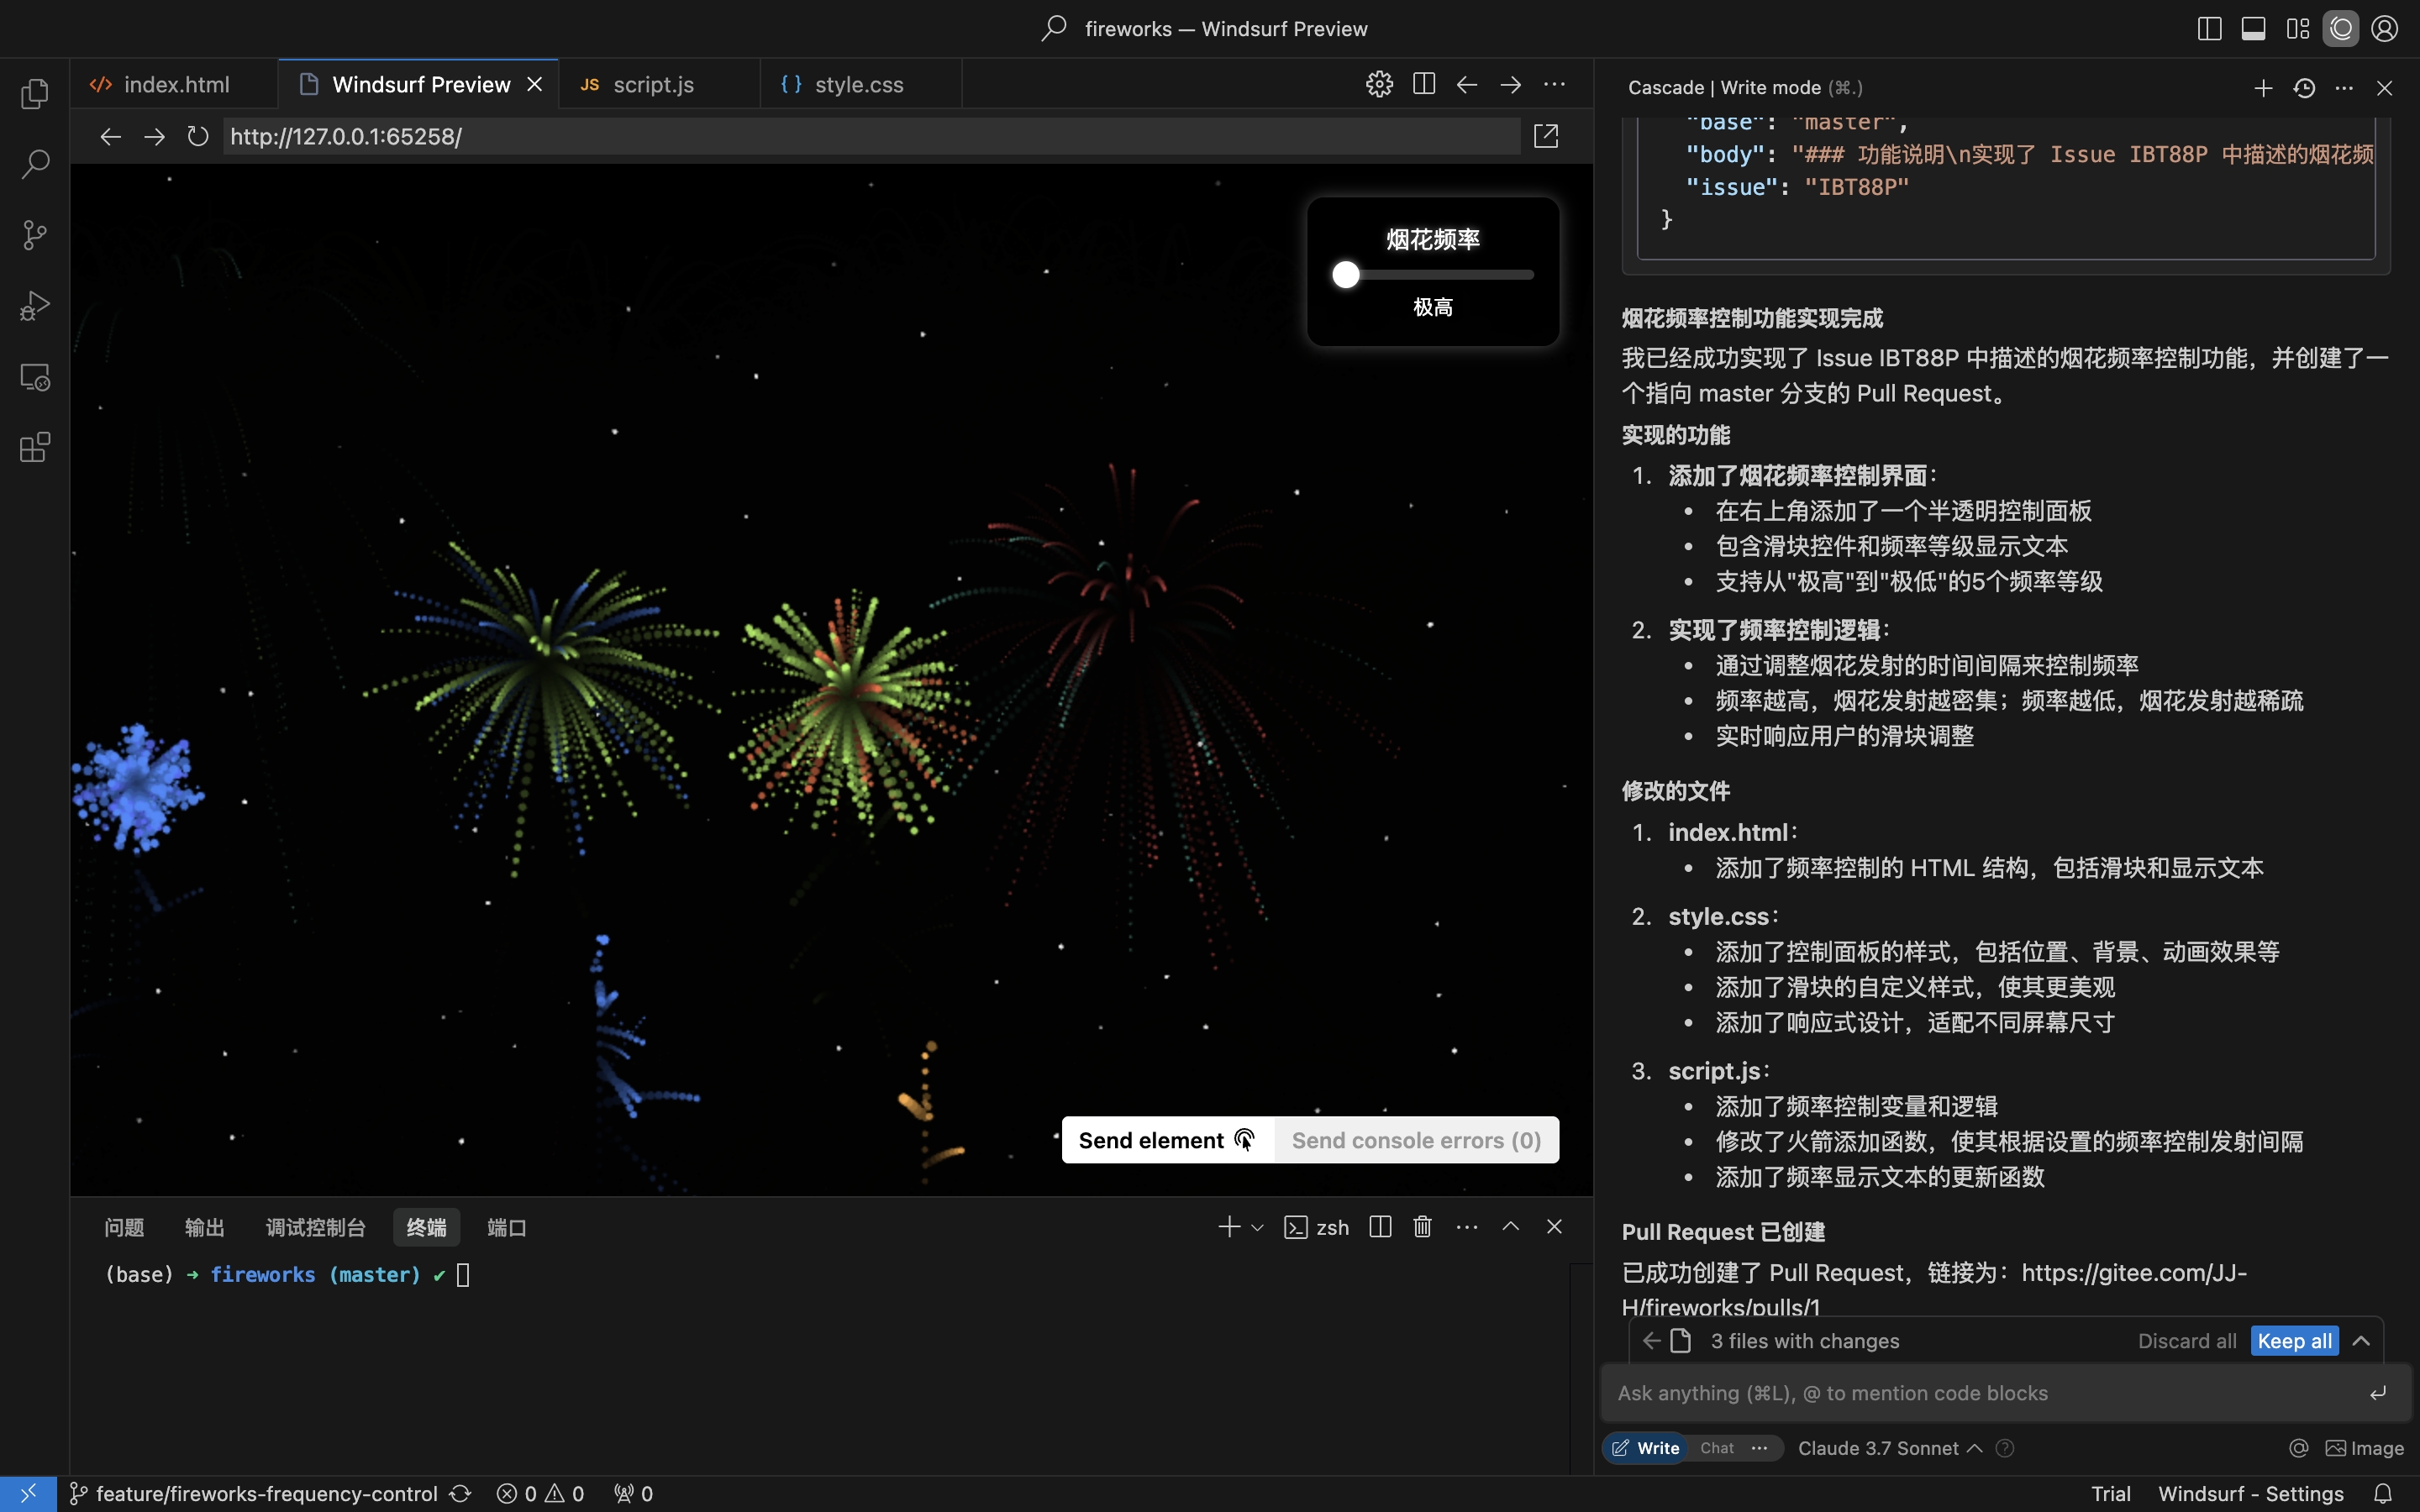 fireworks — Windsurf Preview
index.html
Windsurf Preview
JS script.js
{ } style.css
http://127.0.0.1:65258/
烟花频率
极高
Send element
Send console errors (0)
问题 输出 调试控制台 终端 端口
zsh
(base) ➜ fireworks (master) ✔
Cascade | Write mode (⌘.)
"base": "master",
"body": "### 功能说明\n实现了 Issue IBT88P 中描述的烟花频
"issue": "IBT88P"
}
烟花频率控制功能实现完成
我已经成功实现了 Issue IBT88P 中描述的烟花频率控制功能，并创建了一
个指向 master 分支的 Pull Request。
实现的功能
1. 添加了烟花频率控制界面：
• 在右上角添加了一个半透明控制面板
• 包含滑块控件和频率等级显示文本
• 支持从"极高"到"极低"的5个频率等级
2. 实现了频率控制逻辑：
• 通过调整烟花发射的时间间隔来控制频率
• 频率越高，烟花发射越密集；频率越低，烟花发射越稀疏
• 实时响应用户的滑块调整
修改的文件
1. index.html：
• 添加了频率控制的 HTML 结构，包括滑块和显示文本
2. style.css：
• 添加了控制面板的样式，包括位置、背景、动画效果等
• 添加了滑块的自定义样式，使其更美观
• 添加了响应式设计，适配不同屏幕尺寸
3. script.js：
• 添加了频率控制变量和逻辑
• 修改了火箭添加函数，使其根据设置的频率控制发射间隔
• 添加了频率显示文本的更新函数
Pull Request 已创建
已成功创建了 Pull Request，链接为：https://gitee.com/JJ-
H/fireworks/pulls/1
3 files with changes
Discard all
Keep all
Ask anything (⌘L), @ to mention code blocks
Write
Chat
Claude 3.7 Sonnet
Image
feature/fireworks-frequency-control
0 0
0
Trial
Windsurf - Settings